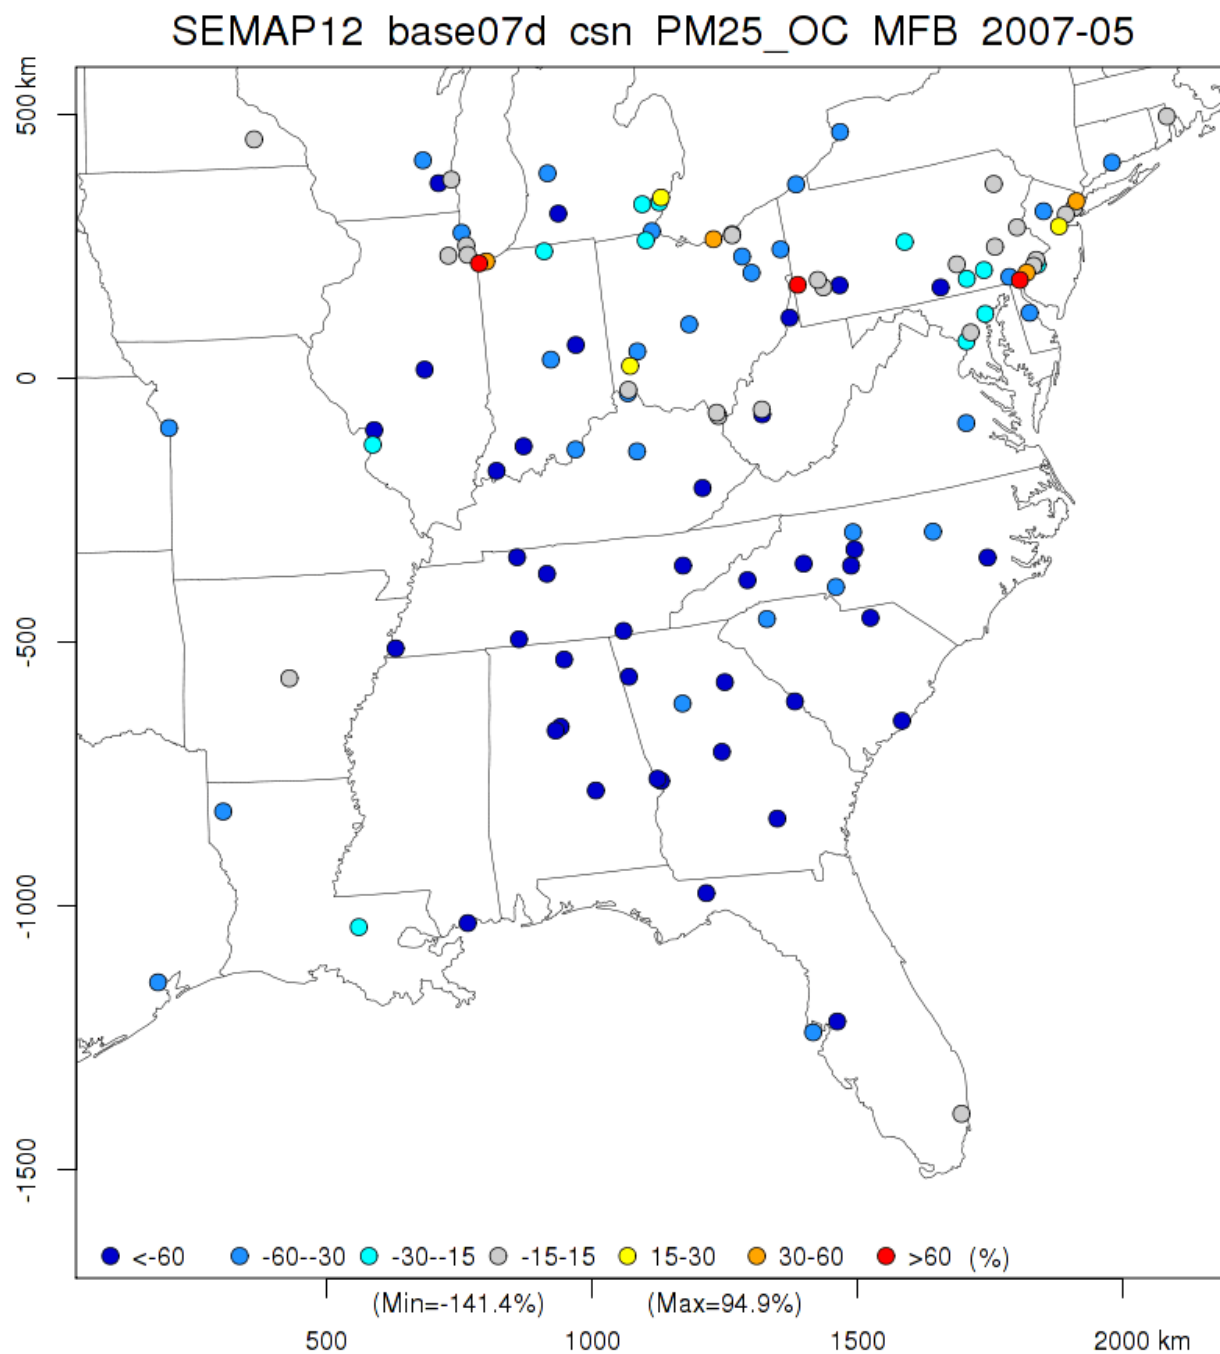 SEMAP12 base07d csn PM25_OC MFB 2007-05
500 km
0
-500
-1000
-1500
<-60 -60--30 -30--15 -15-15 15-30 30-60 >60 (%)
(Min=-141.4%) (Max=94.9%)
500 1000 1500 2000 km